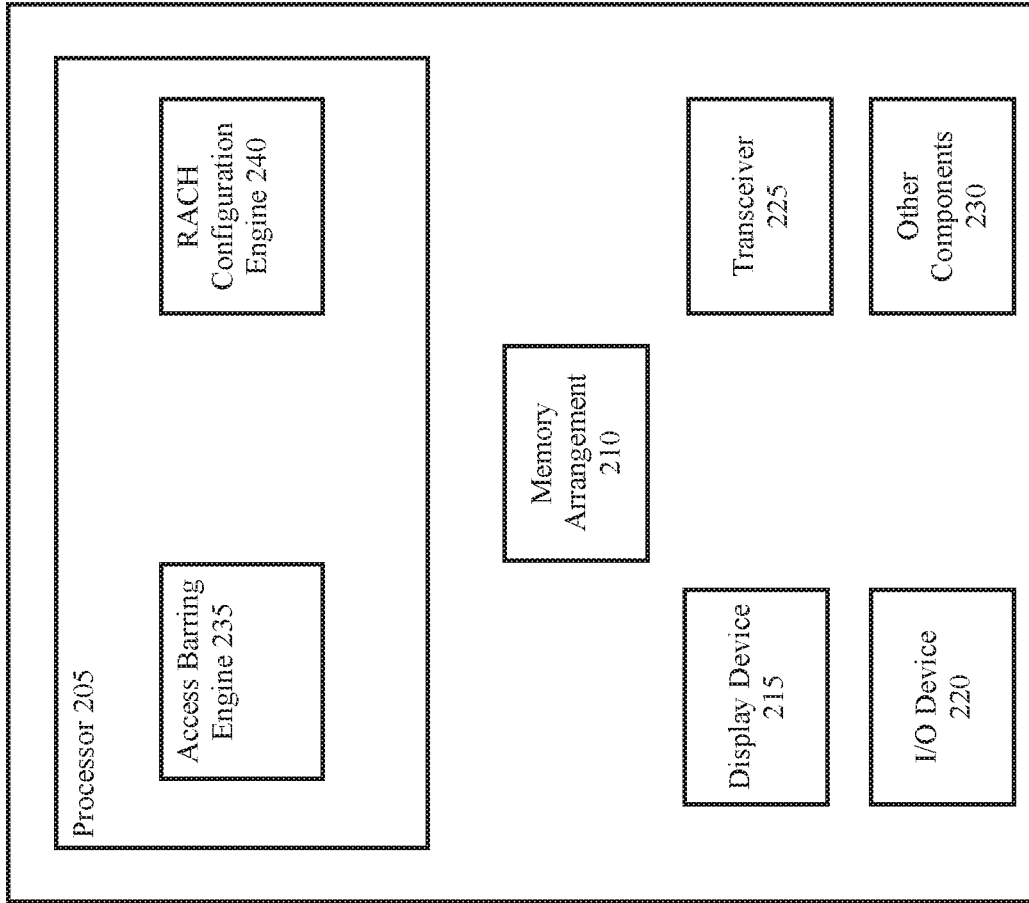 Processor 205
Access Barring
Engine 235
RACH
Configuration
Engine 240
Memory
Arrangement
210
Display Device
215
Transceiver
225
I/O Device
220
Other
Components
230